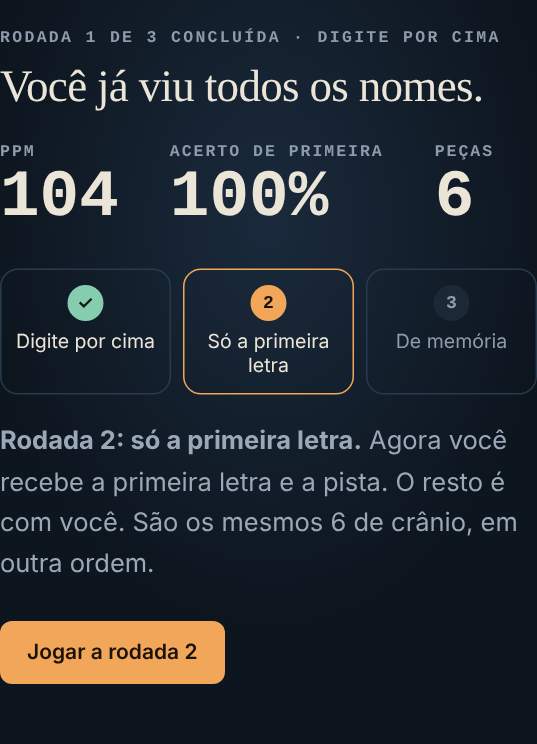 RODADA 1 DE 3 CONCLUÍDA · DIGITE POR CIMA
Você já viu todos os nomes.
PPM
104
ACERTO DE PRIMEIRA
100%
PEÇAS
6
✓
Digite por cima
2
Só a primeira
letra
3
De memória
Rodada 2: só a primeira letra. Agora você
recebe a primeira letra e a pista. O resto é
com você. São os mesmos 6 de crânio, em
outra ordem.
Jogar a rodada 2